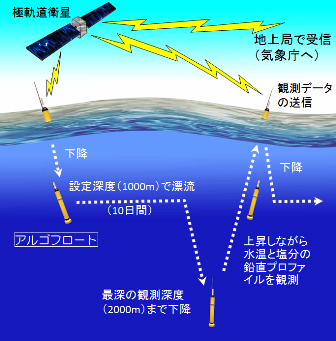 極軌道衛星
地上局で受信
(気象庁へ)
観測データ
の送信
下降
設定深度(1000m)で漂流
(10日間)
下降
アルゴフロート
上昇しながら
水温と塩分の
鉛直プロファ
イルを観測
最深の観測深度
(2000m)まで下降